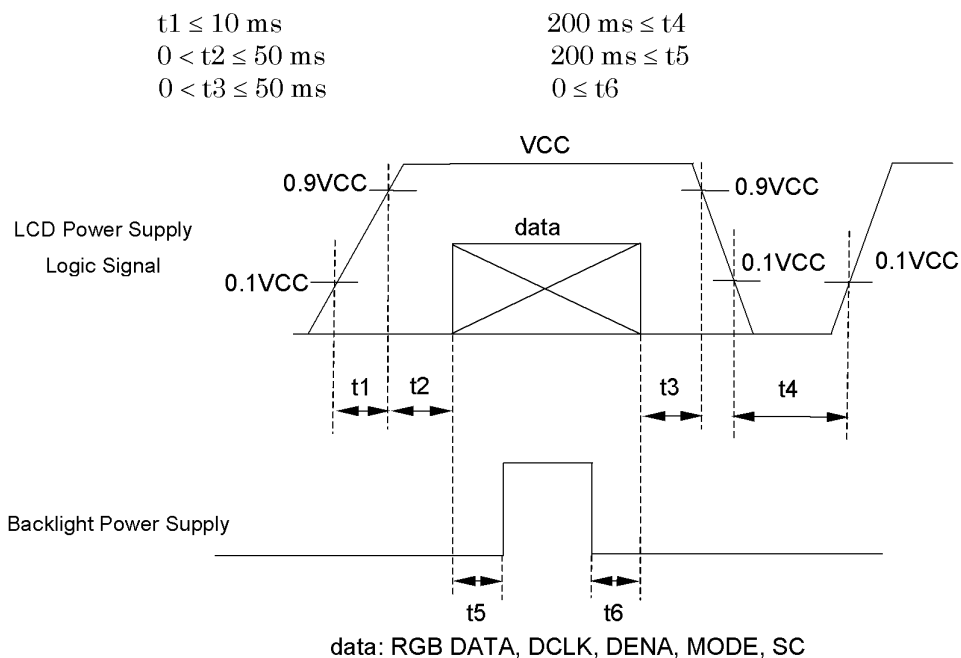 t1 ≤ 10 ms
200 ms ≤ t4
0 < t2 ≤ 50 ms
200 ms ≤ t5
0 < t3 ≤ 50 ms
0 ≤ t6
VCC
0.9VCC
0.9VCC
LCD Power Supply
data
Logic Signal
0.1VCC
0.1VCC
0.1VCC
t1
t2
t3
t4
Backlight Power Supply
t5
t6
data: RGB DATA, DCLK, DENA, MODE, SC